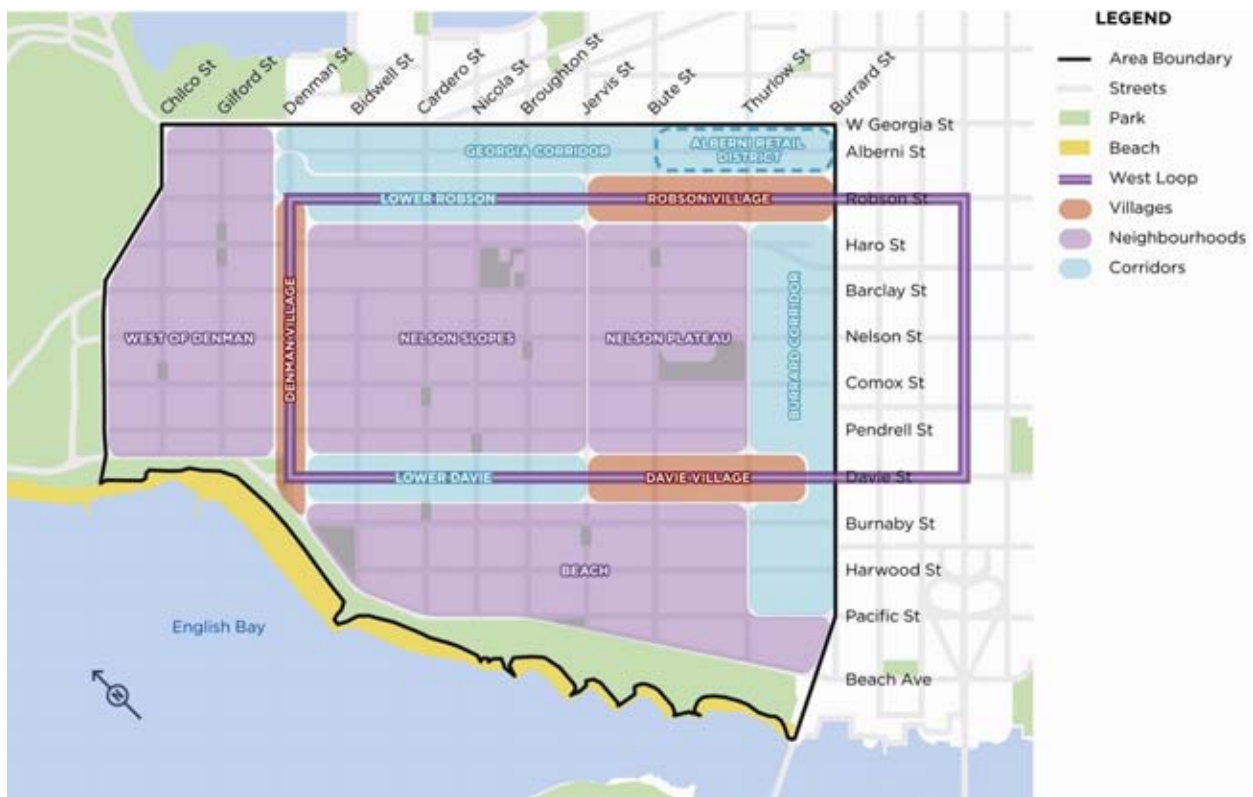 LEGEND
Area Boundary
Streets
Park
Beach
West Loop
Villages
Neighbourhoods
Corridors
Chilco St
Gilford St
Denman St
Bidwell St
Cardero St
Nicola St
Broughton St
Jervis St
Bute St
Thurlow St
Burrard St
W Georgia St
Alberni St
Robson St
Haro St
Barclay St
Nelson St
Comox St
Pendrell St
Davie St
Burnaby St
Harwood St
Pacific St
Beach Ave
GEORGIA CORRIDOR
ALBERNI RETAIL
DISTRICT
LOWER ROBSON
ROBSON VILLAGE
WEST OF DENMAN
DENMAN VILLAGE
NELSON SLOPES
NELSON PLATEAU
BURRARD CORRIDOR
LOWER DAVIE
DAVIE VILLAGE
BEACH
English Bay
N